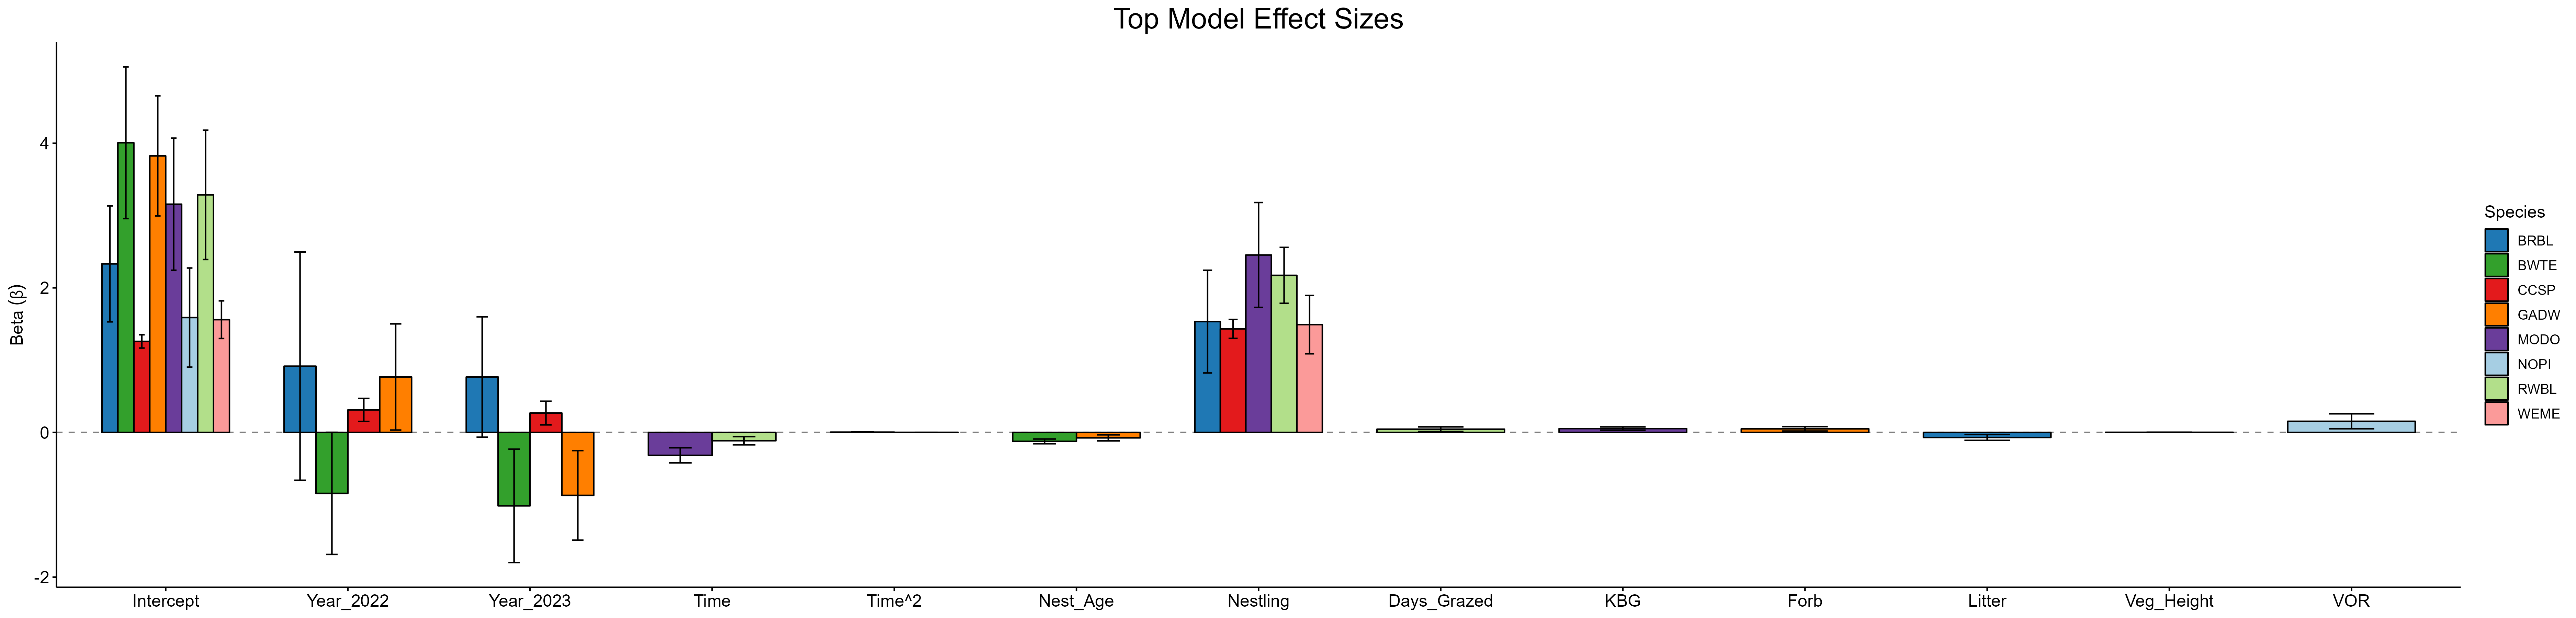 Top Model Effect Sizes
Beta (β)
4
2
0
-2
Intercept
Year_2022
Year_2023
Time
Time^2
Nest_Age
Nestling
Days_Grazed
KBG
Forb
Litter
Veg_Height
VOR
Species
BRBL
BWTE
CCSP
GADW
MODO
NOPI
RWBL
WEME